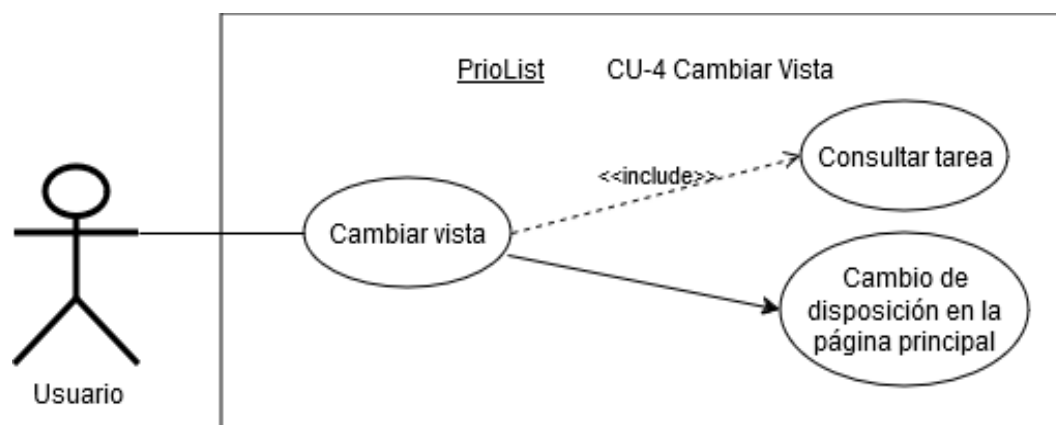 PrioList CU-4 Cambiar Vista
Consultar tarea
<<include>>
Cambiar vista
Cambio de
disposición en la
página principal
Usuario